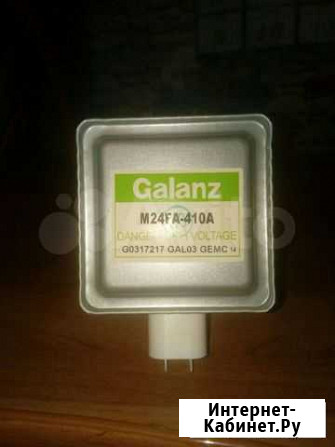 Galanz
M24FA-410A
DANGER VOLTAGE
G0317217 GAL03 GEMC
Интернет-
Кабинет.Ру